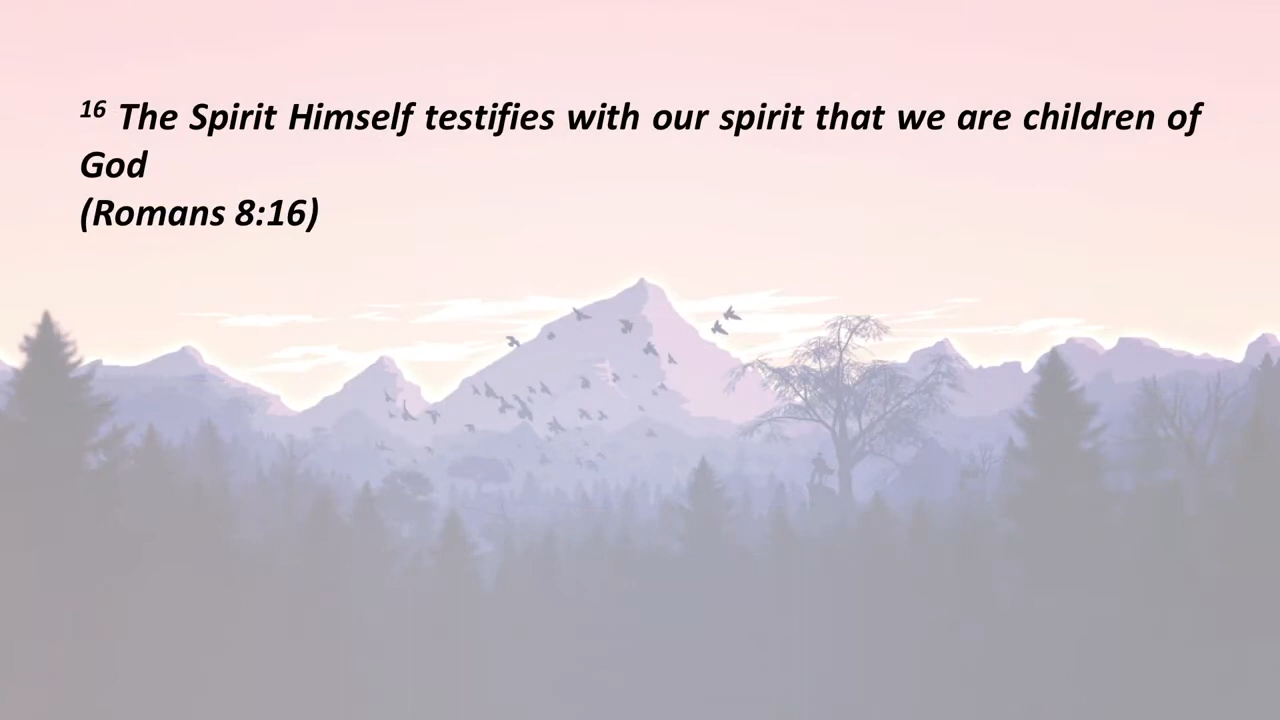 16 The Spirit Himself testifies with our spirit that we are children of
God
(Romans 8:16)